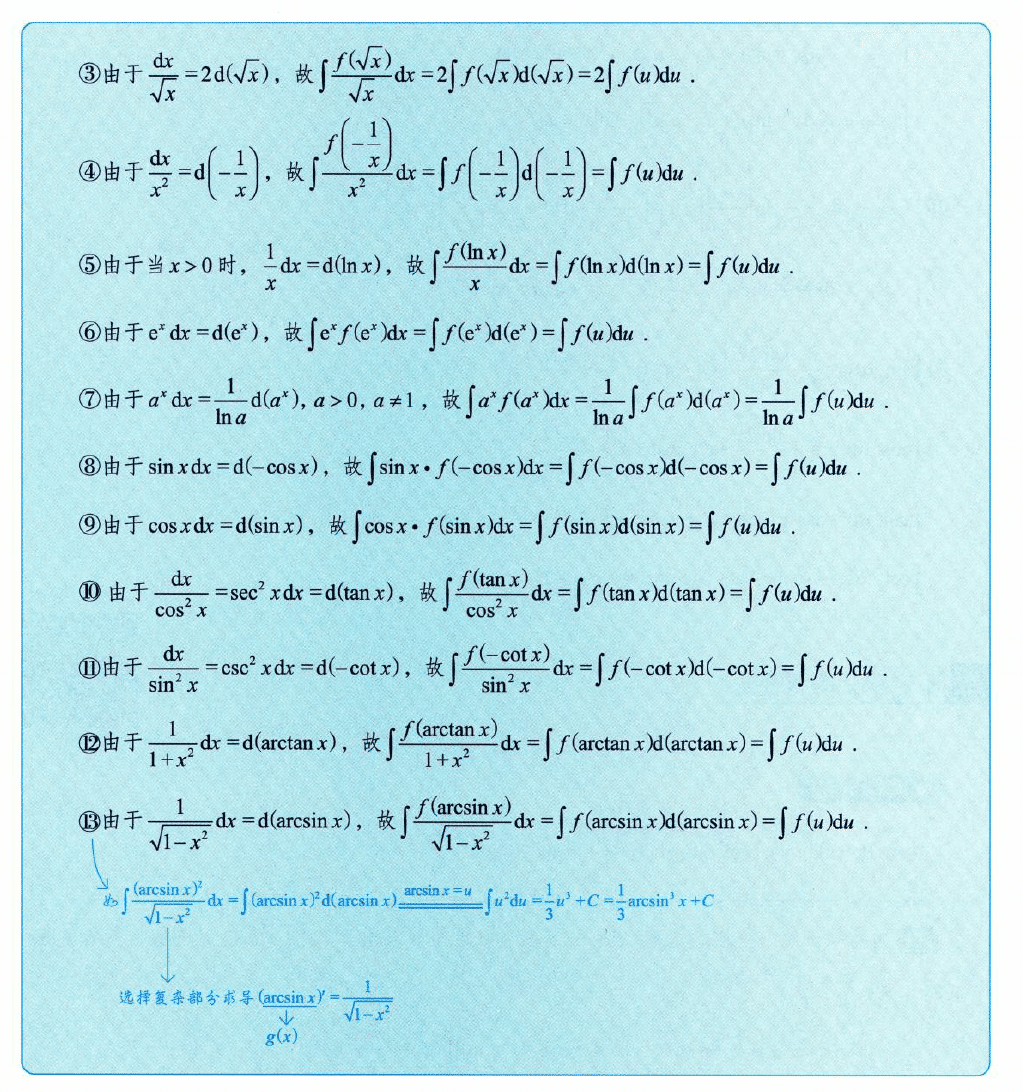 ③由于 $\frac{dx}{\sqrt{x}}=2d(\sqrt{x})$，故 $\int\frac{f(\sqrt{x})}{\sqrt{x}}dx=2\int f(\sqrt{x})d(\sqrt{x})=2\int f(u)du$．
④由于 $\frac{dx}{x^2}=d\left(-\frac{1}{x}\right)$，故 $\int\frac{f\left(-\frac{1}{x}\right)}{x^2}dx=\int f\left(-\frac{1}{x}\right)d\left(-\frac{1}{x}\right)=\int f(u)du$．
⑤由于当 $x>0$ 时，$\frac{1}{x}dx=d(\ln x)$，故 $\int\frac{f(\ln x)}{x}dx=\int f(\ln x)d(\ln x)=\int f(u)du$．
⑥由于 $e^x dx=d(e^x)$，故 $\int e^x f(e^x)dx=\int f(e^x)d(e^x)=\int f(u)du$．
⑦由于 $a^x dx=\frac{1}{\ln a}d(a^x), a>0, a\neq 1$，故 $\int a^x f(a^x)dx=\frac{1}{\ln a}\int f(a^x)d(a^x)=\frac{1}{\ln a}\int f(u)du$．
⑧由于 $\sin xdx=d(-\cos x)$，故 $\int\sin x\cdot f(-\cos x)dx=\int f(-\cos x)d(-\cos x)=\int f(u)du$．
⑨由于 $\cos xdx=d(\sin x)$，故 $\int\cos x\cdot f(\sin x)dx=\int f(\sin x)d(\sin x)=\int f(u)du$．
⑩由于 $\frac{dx}{\cos^2 x}=\sec^2 xdx=d(\tan x)$，故 $\int\frac{f(\tan x)}{\cos^2 x}dx=\int f(\tan x)d(\tan x)=\int f(u)du$．
⑪由于 $\frac{dx}{\sin^2 x}=\csc^2 xdx=d(-\cot x)$，故 $\int\frac{f(-\cot x)}{\sin^2 x}dx=\int f(-\cot x)d(-\cot x)=\int f(u)du$．
⑫由于 $\frac{1}{1+x^2}dx=d(\arctan x)$，故 $\int\frac{f(\arctan x)}{1+x^2}dx=\int f(\arctan x)d(\arctan x)=\int f(u)du$．
⑬由于 $\frac{1}{\sqrt{1-x^2}}dx=d(\arcsin x)$，故 $\int\frac{f(\arcsin x)}{\sqrt{1-x^2}}dx=\int f(\arcsin x)d(\arcsin x)=\int f(u)du$．
如 $\int\frac{(\arcsin x)^2}{\sqrt{1-x^2}}dx=\int(\arcsin x)^2d(\arcsin x)\overset{\arcsin x=u}{=}\int u^2du=\frac{1}{3}u^3+C=\frac{1}{3}\arcsin^3 x+C$
选择复杂部分求导 $(\arcsin x)'=\frac{1}{\sqrt{1-x^2}}$
$g(x)$